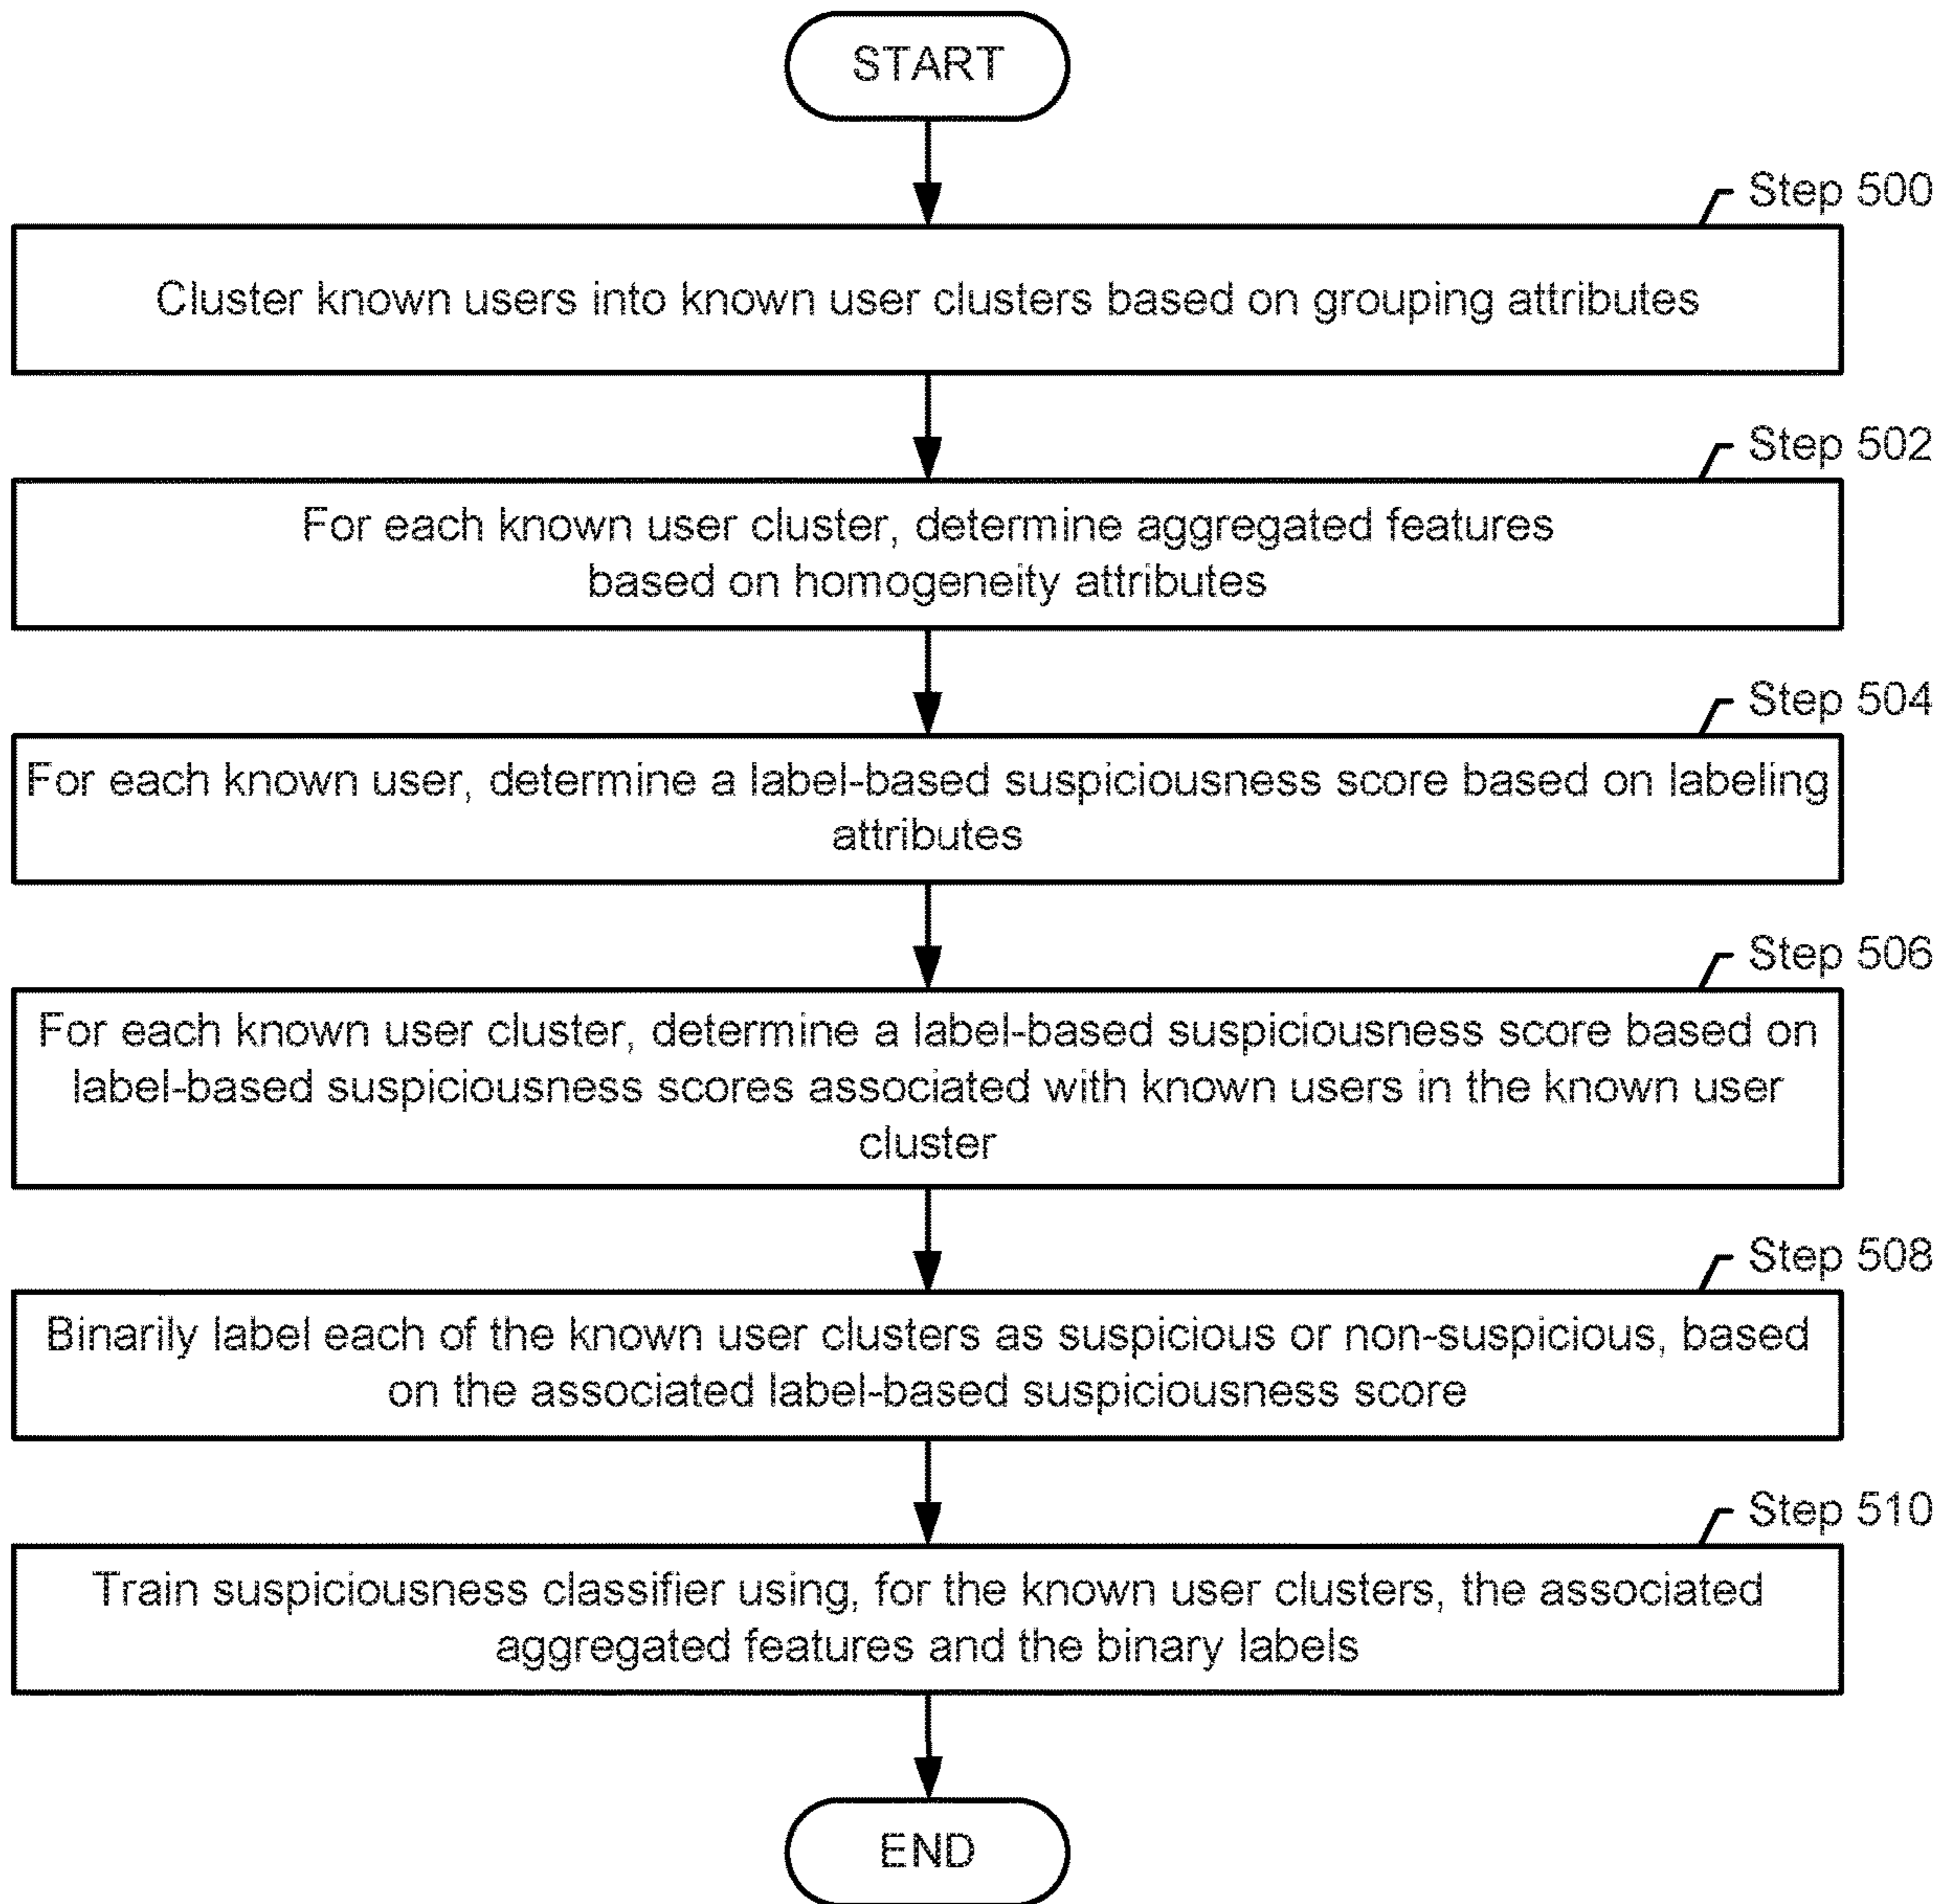 START
Step 500
Cluster known users into known user clusters based on grouping attributes
Step 502
For each known user cluster, determine aggregated features
based on homogeneity attributes
Step 504
For each known user, determine a label-based suspiciousness score based on labeling
attributes
Step 506
For each known user cluster, determine a label-based suspiciousness score based on
label-based suspiciousness scores associated with known users in the known user
cluster
Step 508
Binarily label each of the known user clusters as suspicious or non-suspicious, based
on the associated label-based suspiciousness score
Step 510
Train suspiciousness classifier using, for the known user clusters, the associated
aggregated features and the binary labels
END